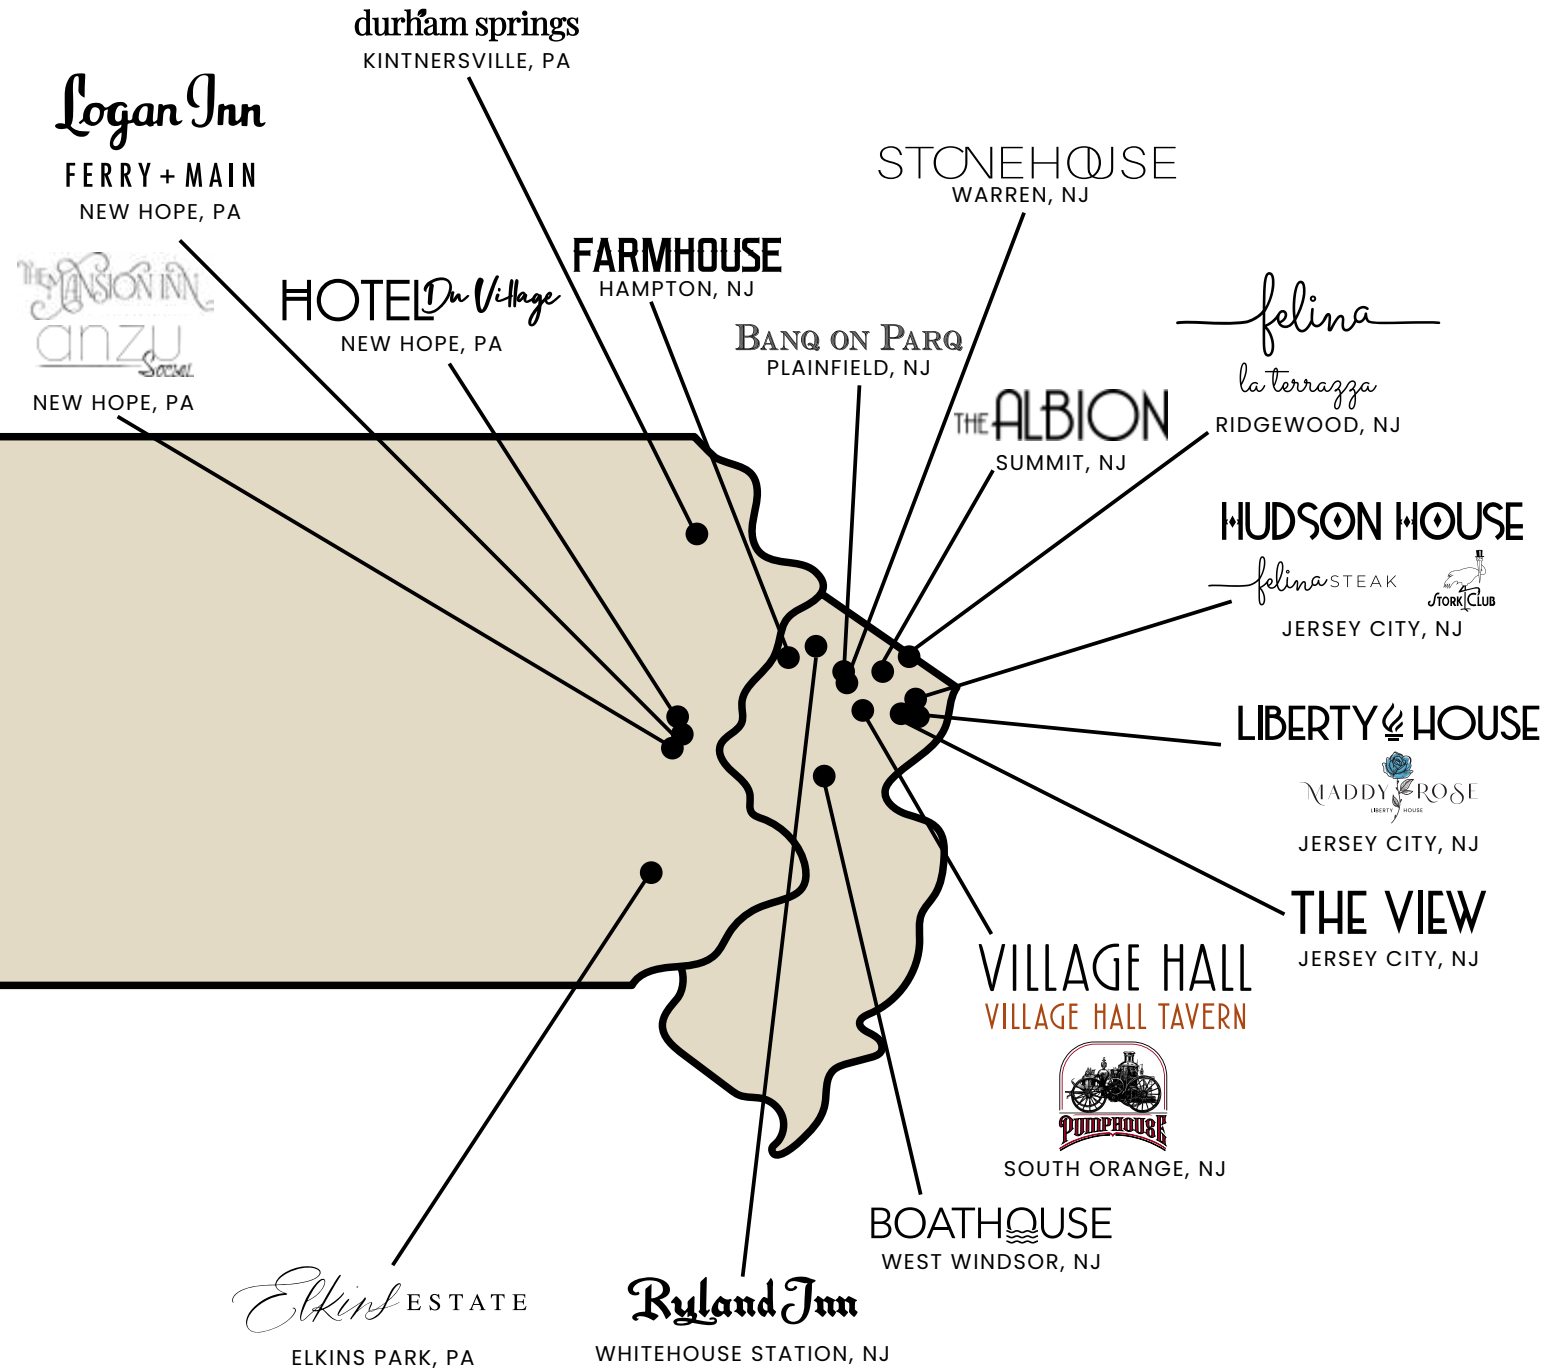 durham springs
KINTNERSVILLE, PA
Logan Inn
FERRY + MAIN
NEW HOPE, PA
THE MANSION INN
anzu
Social
NEW HOPE, PA
HOTEL Du Village
NEW HOPE, PA
FARMHOUSE
HAMPTON, NJ
STONEHOUSE
WARREN, NJ
BANQ ON PARQ
PLAINFIELD, NJ
THE ALBION
SUMMIT, NJ
felina
la terrazza
RIDGEWOOD, NJ
HUDSON HOUSE
felina STEAK
STORK CLUB
JERSEY CITY, NJ
LIBERTY HOUSE
MADDY ROSE
LIBERTY HOUSE
JERSEY CITY, NJ
THE VIEW
JERSEY CITY, NJ
VILLAGE HALL
VILLAGE HALL TAVERN
PUMPHOUSE
SOUTH ORANGE, NJ
BOATHOUSE
WEST WINDSOR, NJ
Elkins ESTATE
ELKINS PARK, PA
Ryland Inn
WHITEHOUSE STATION, NJ